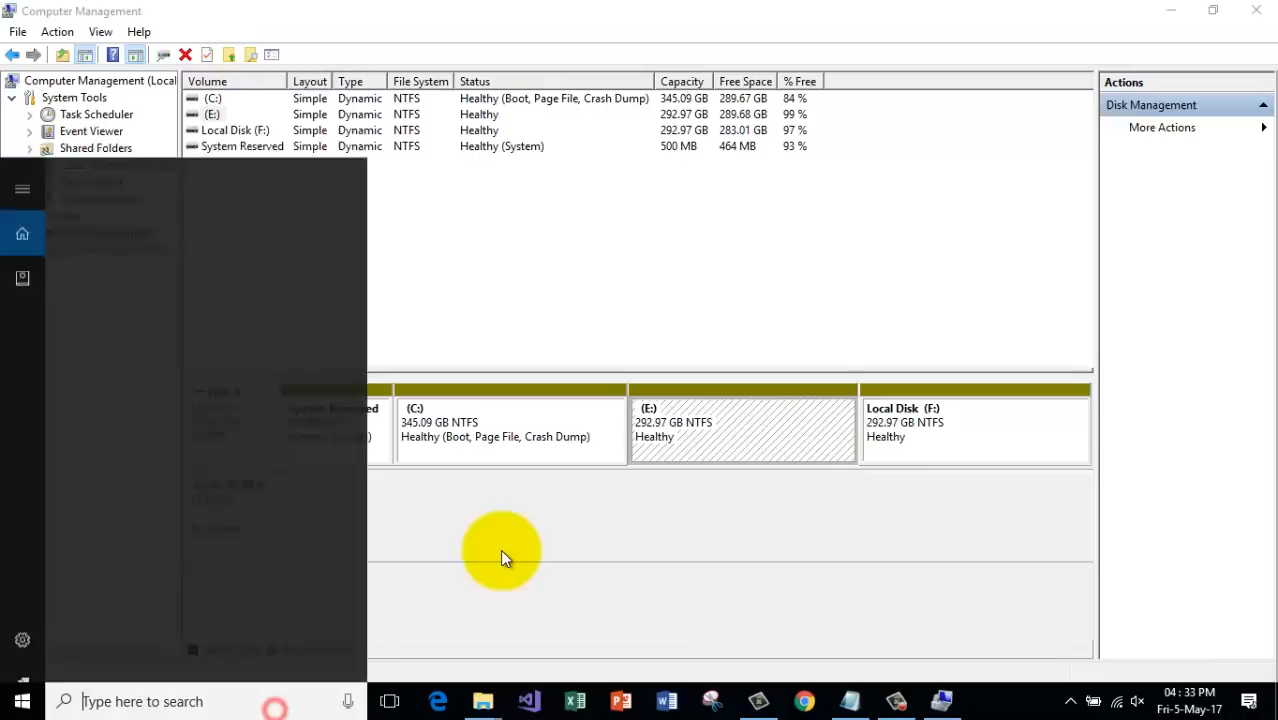 Computer Management
File Action View Help
Computer Management (Local
System Tools
Task Scheduler
Event Viewer
Shared Folders
Volume Layout Type File System Status Capacity Free Space % Free
(C:) Simple Dynamic NTFS Healthy (Boot, Page File, Crash Dump) 345.09 GB 289.67 GB 84 %
(E:) Simple Dynamic NTFS Healthy 292.97 GB 289.68 GB 99 %
Local Disk (F:) Simple Dynamic NTFS Healthy 292.97 GB 283.01 GB 97 %
System Reserved Simple Dynamic NTFS Healthy (System) 500 MB 464 MB 93 %
Actions
Disk Management
More Actions
System Reserved
(C:)
345.09 GB NTFS
Healthy (Boot, Page File, Crash Dump)
(E:)
292.97 GB NTFS
Healthy
Local Disk (F:)
292.97 GB NTFS
Healthy
Type here to search
04 : 33 PM
Fri-5-May-17